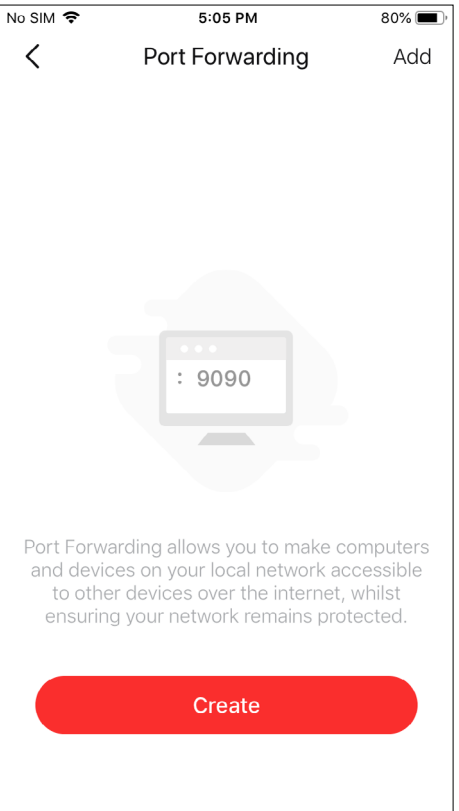 No SIM 5:05 PM 80%
Port Forwarding Add
: 9090
Port Forwarding allows you to make computers
and devices on your local network accessible
to other devices over the internet, whilst
ensuring your network remains protected.
Create